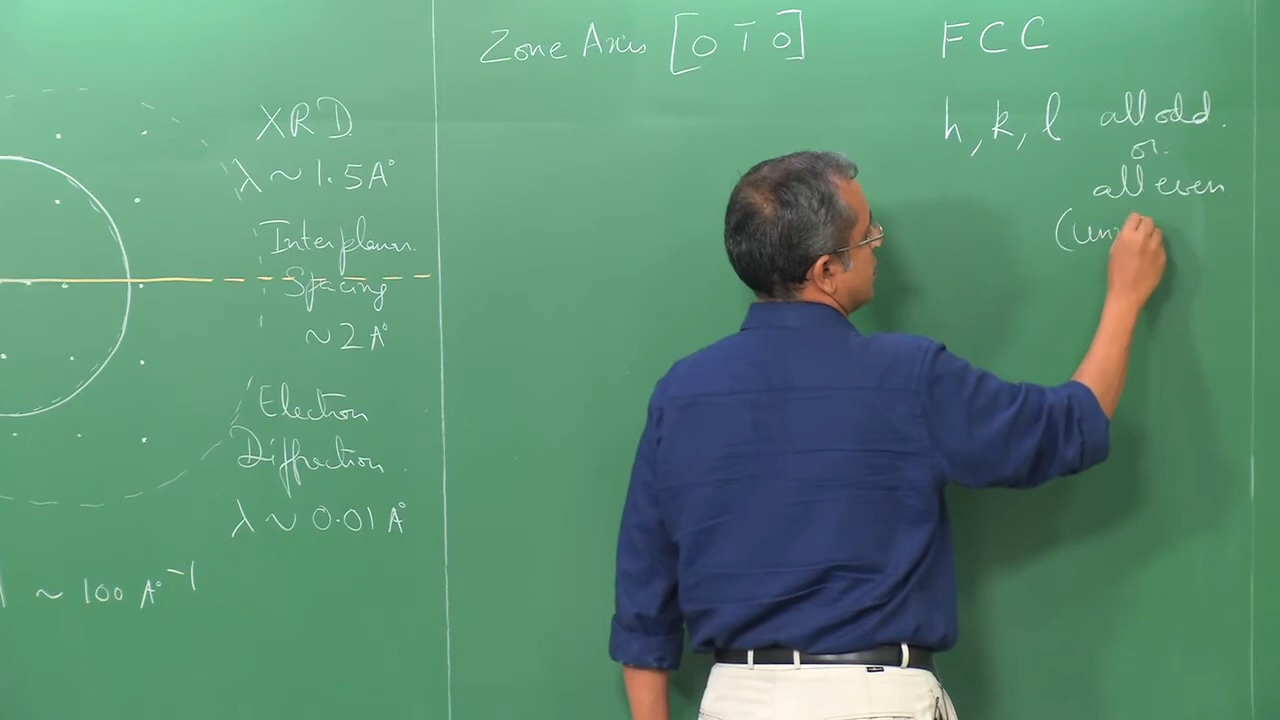 XRD
λ ~ 1.5 A°
Interplanar
Spacing
~ 2 A°
Electron
Diffraction
λ ~ 0.01 A°
~ 100 A°⁻¹
Zone Axis [0 1̅ 0]
FCC
h, k, l all odd.
or
all even
(un